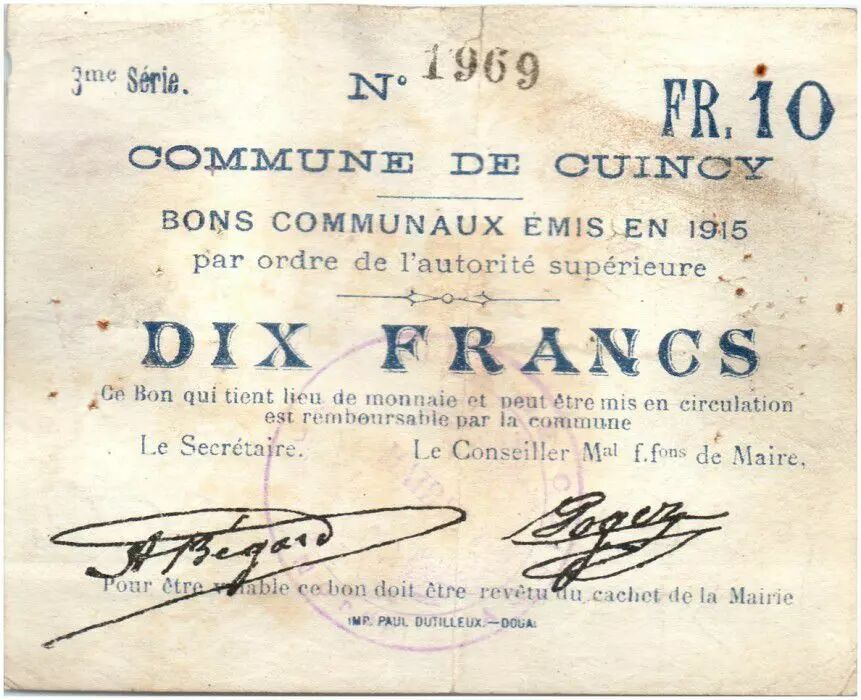 3me Série.
N° 1969
FR. 10
COMMUNE DE CUINCY
BONS COMMUNAUX EMIS EN 1915
par ordre de l'autorité supérieure
DIX FRANCS
Ce Bon qui tient lieu de monnaie et peut être mis en circulation
est remboursable par la commune
Le Secrétaire.
Le Conseiller Mal f.fons de Maire.
A Bégard
Pour être valable ce bon doit être revêtu du cachet de la Mairie
IMP. PAUL DUTILLEUX.—DOUAI